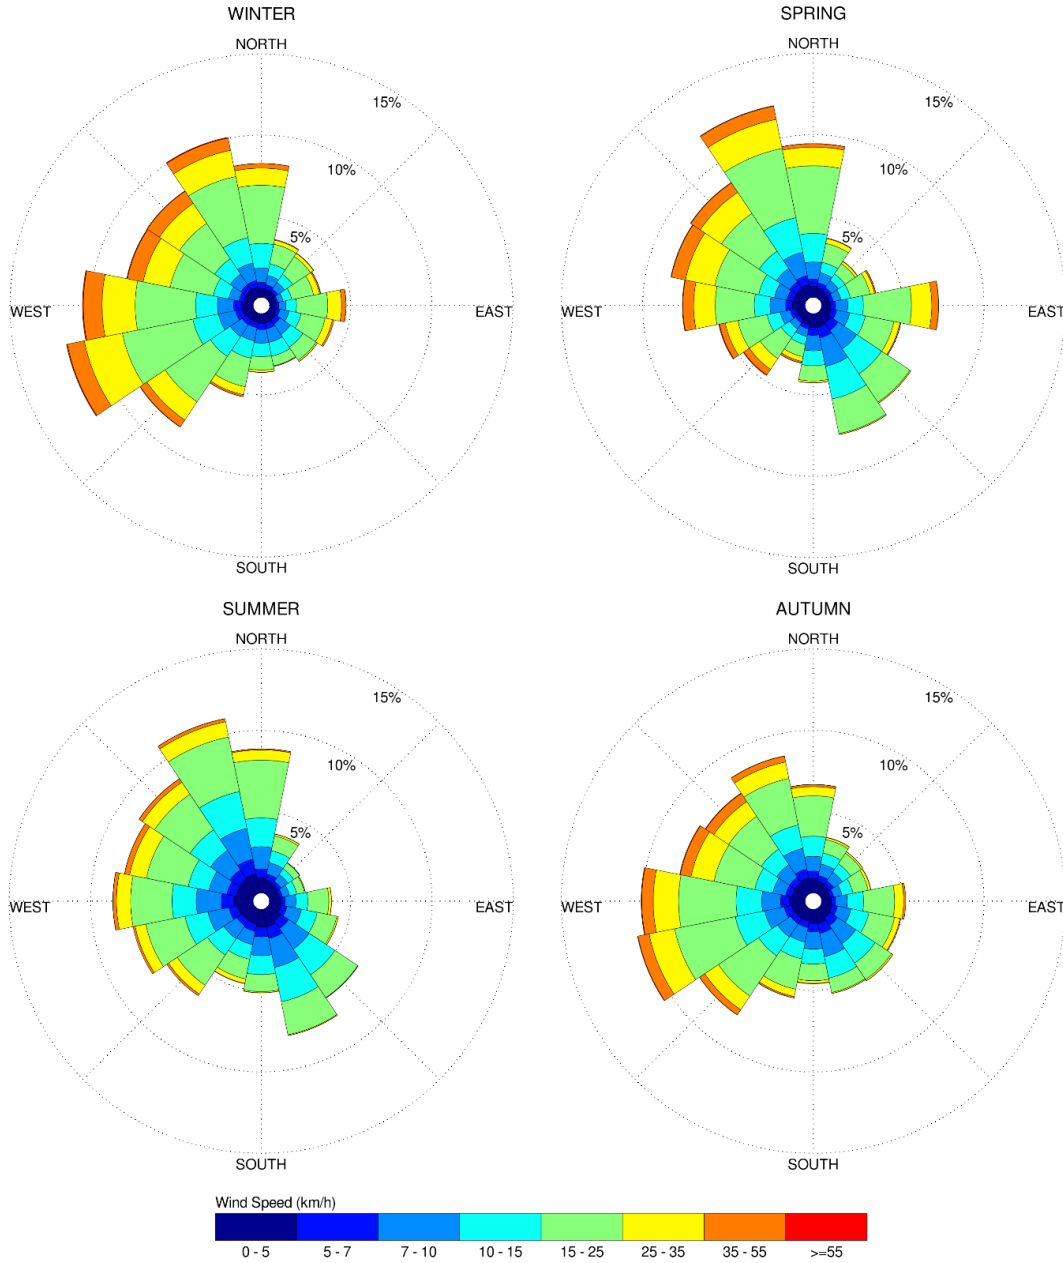 WINTER
NORTH
15%
10%
5%
WEST
EAST
SOUTH
SPRING
NORTH
15%
10%
5%
WEST
EAST
SOUTH
SUMMER
NORTH
15%
10%
5%
WEST
EAST
SOUTH
AUTUMN
NORTH
15%
10%
5%
WEST
EAST
SOUTH
Wind Speed (km/h)
0 - 5 5 - 7 7 - 10 10 - 15 15 - 25 25 - 35 35 - 55 >=55